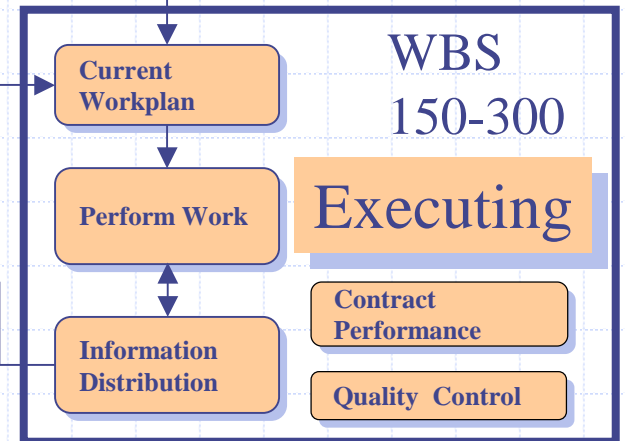 WBS
150-300
Current
Workplan
Perform Work
Executing
Contract
Performance
Information
Distribution
Quality Control